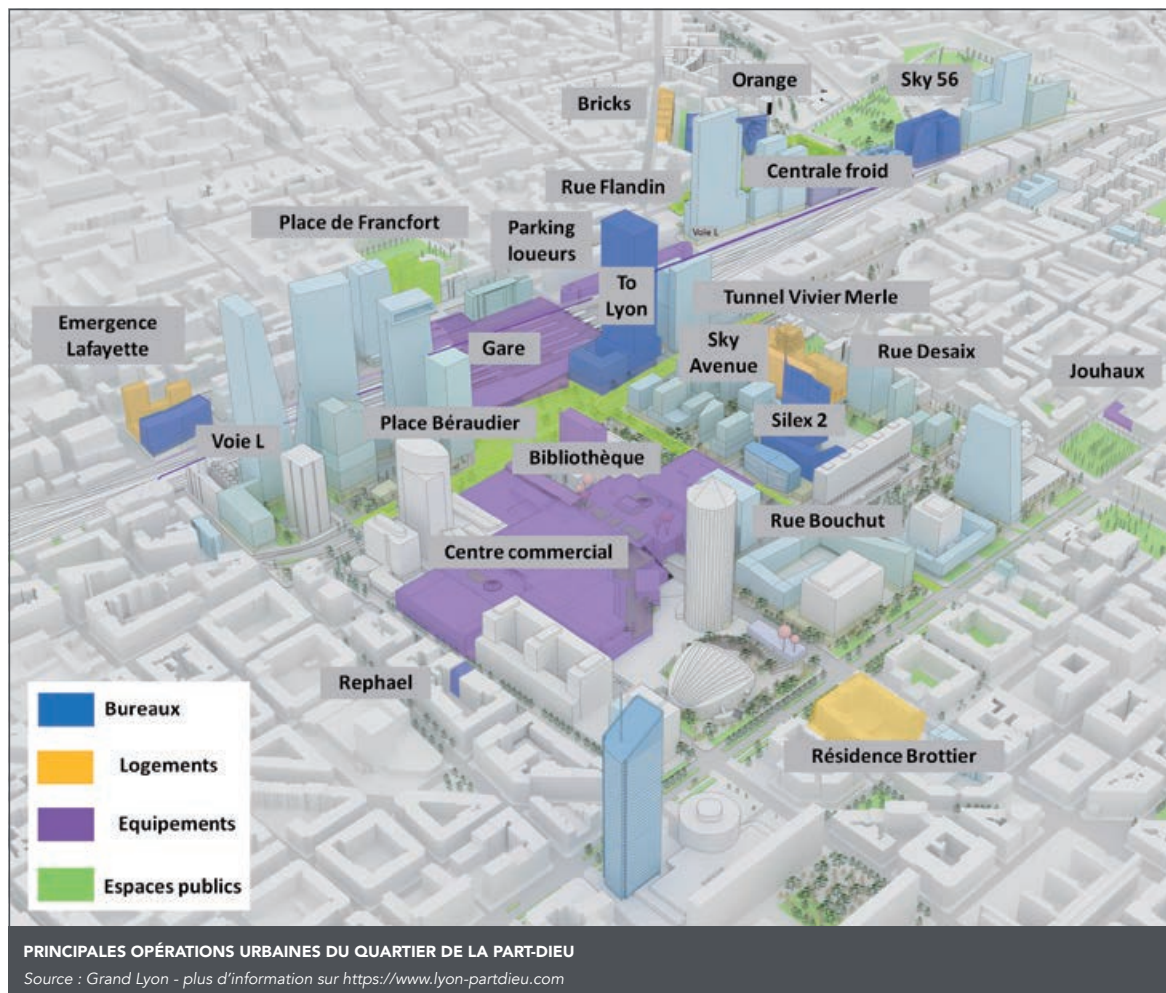 Orange
Sky 56
Bricks
Centrale froid
Rue Flandin
Place de Francfort
Parking
loueurs
Voie L
To
Lyon
Tunnel Vivier Merle
Emergence
Lafayette
Gare
Sky
Avenue
Rue Desaix
Jouhaux
Place Béraudier
Silex 2
Voie L
Bibliothèque
Rue Bouchut
Centre commercial
Rephael
Résidence Brottier
Bureaux
Logements
Equipements
Espaces publics
PRINCIPALES OPÉRATIONS URBAINES DU QUARTIER DE LA PART-DIEU
Source : Grand Lyon - plus d'information sur https://www.lyon-partdieu.com